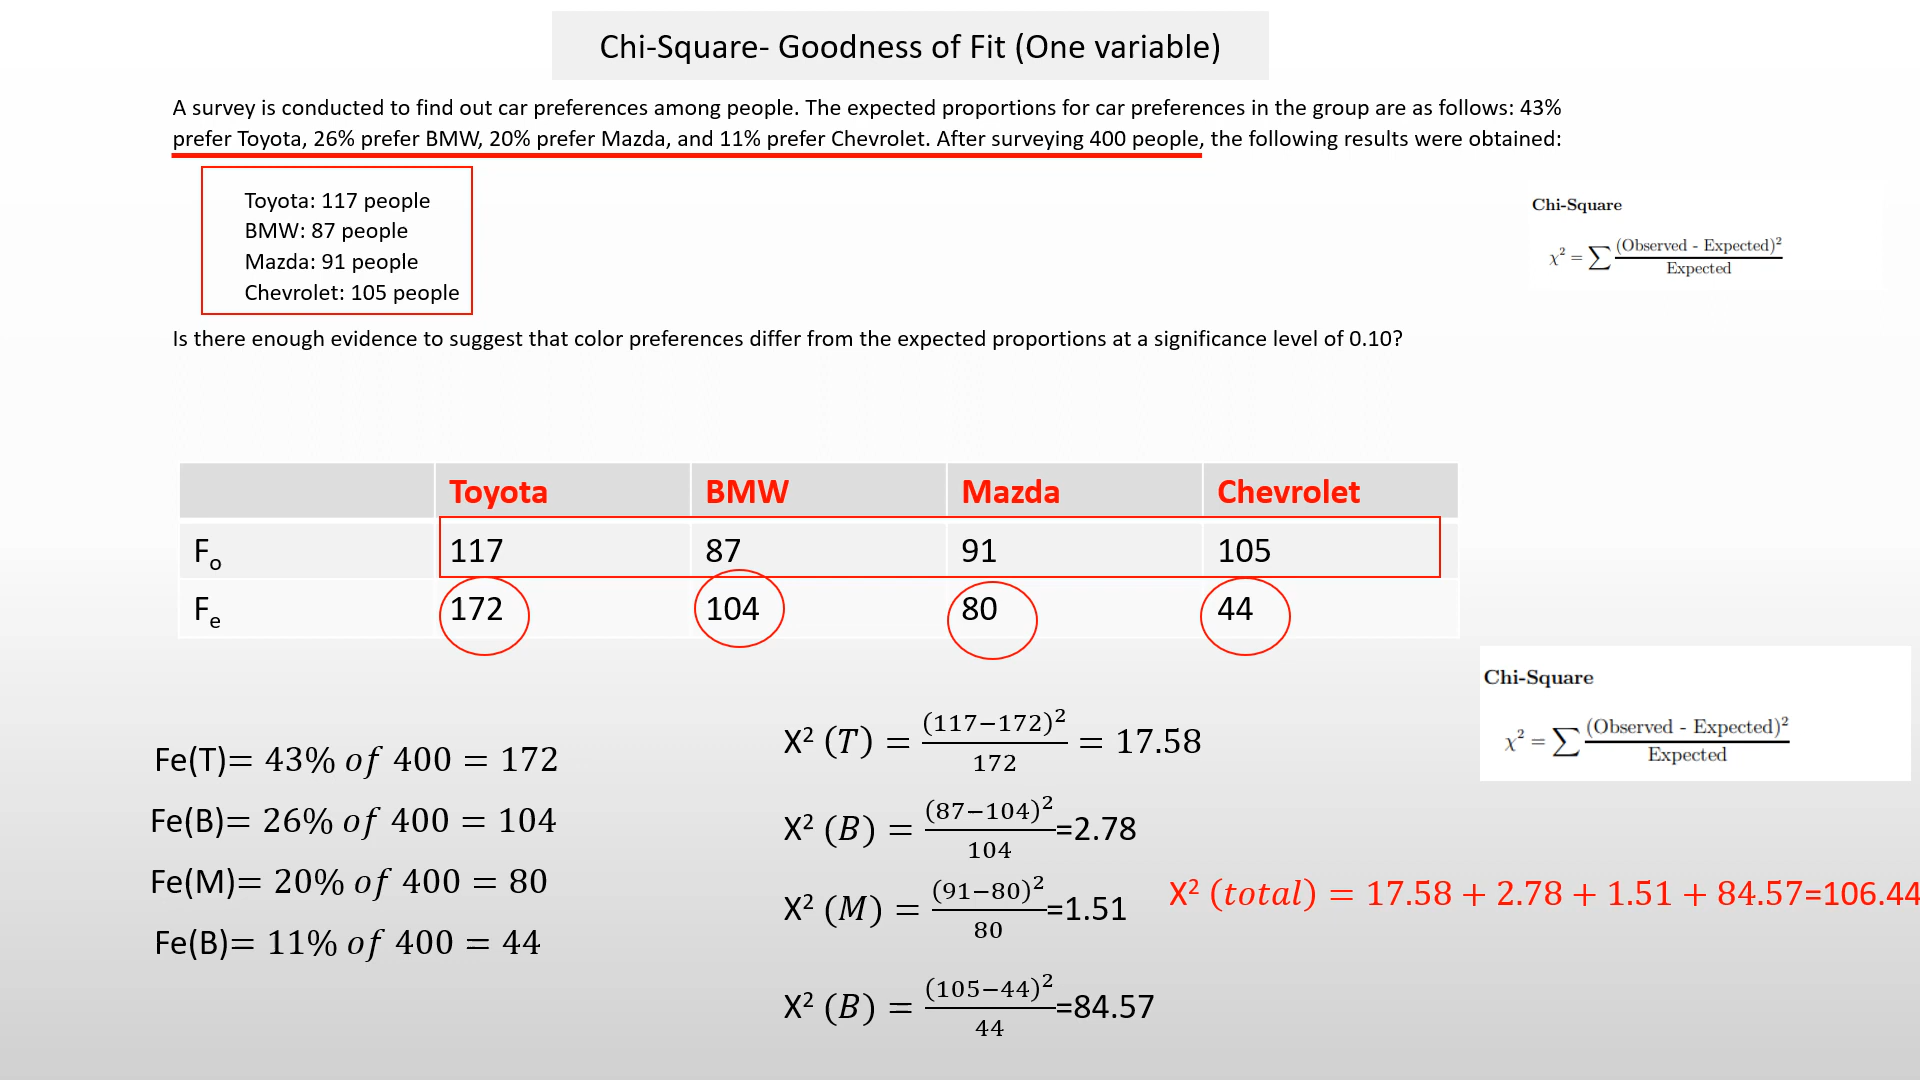 Chi-Square- Goodness of Fit (One variable)
A survey is conducted to find out car preferences among people. The expected proportions for car preferences in the group are as follows: 43%
prefer Toyota, 26% prefer BMW, 20% prefer Mazda, and 11% prefer Chevrolet. After surveying 400 people, the following results were obtained:
Toyota: 117 people
BMW: 87 people
Mazda: 91 people
Chevrolet: 105 people
Chi-Square
χ² = ∑ (Observed - Expected)² / Expected
Is there enough evidence to suggest that color preferences differ from the expected proportions at a significance level of 0.10?
Toyota BMW Mazda Chevrolet
Fₒ 117 87 91 105
Fₑ 172 104 80 44
Chi-Square
χ² = ∑ (Observed - Expected)² / Expected
Fe(T)= 43% of 400 = 172
Fe(B)= 26% of 400 = 104
Fe(M)= 20% of 400 = 80
Fe(B)= 11% of 400 = 44
X² (T) = (117−172)² / 172 = 17.58
X² (B) = (87−104)² / 104 =2.78
X² (M) = (91−80)² / 80 =1.51
X² (B) = (105−44)² / 44 =84.57
X² (total) = 17.58 + 2.78 + 1.51 + 84.57=106.44